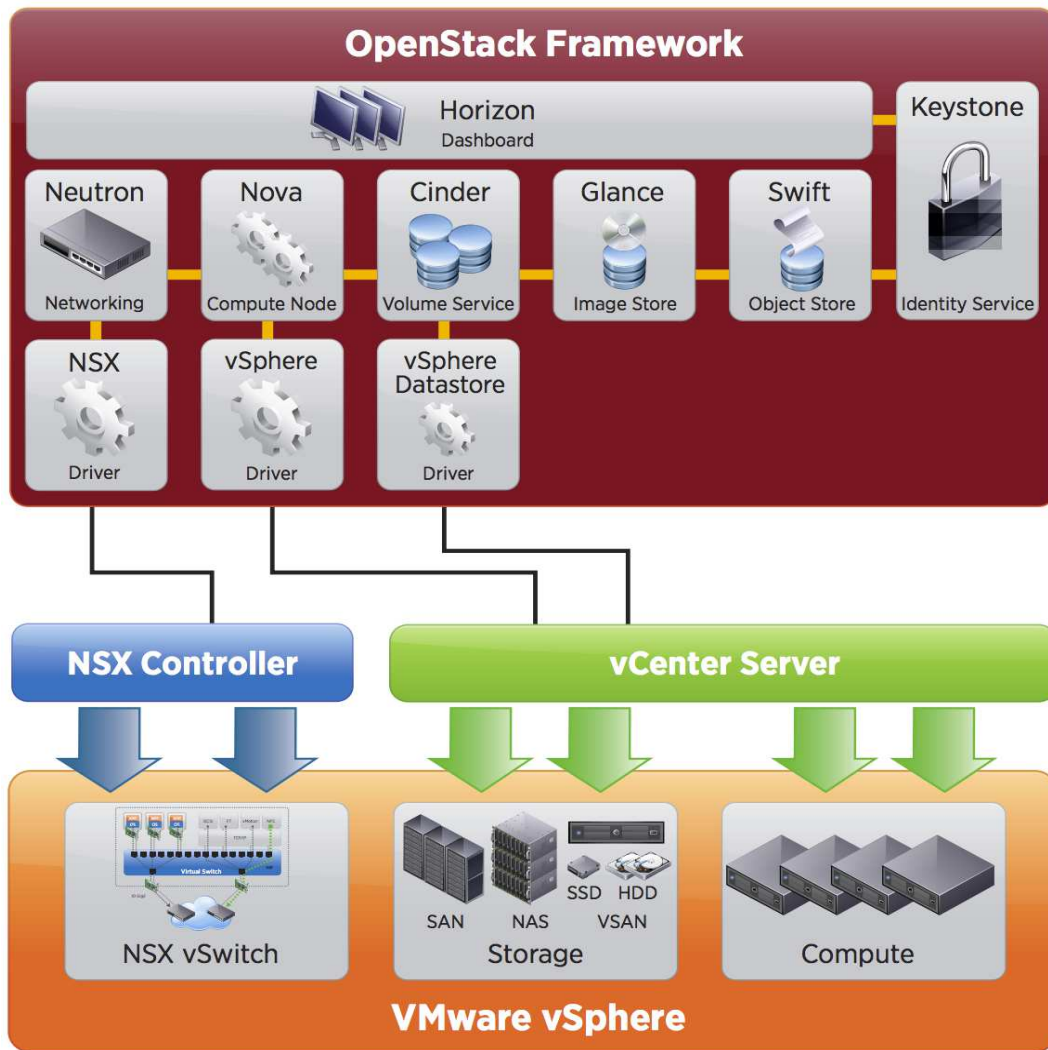 OpenStack Framework
Horizon
Dashboard
Keystone
Identity Service
Neutron
Networking
Nova
Compute Node
Cinder
Volume Service
Glance
Image Store
Swift
Object Store
NSX
Driver
vSphere
Driver
vSphere
Datastore
Driver
NSX Controller
vCenter Server
Virtual Switch
NSX vSwitch
SAN
NAS
SSD
HDD
VSAN
Storage
Compute
VMware vSphere